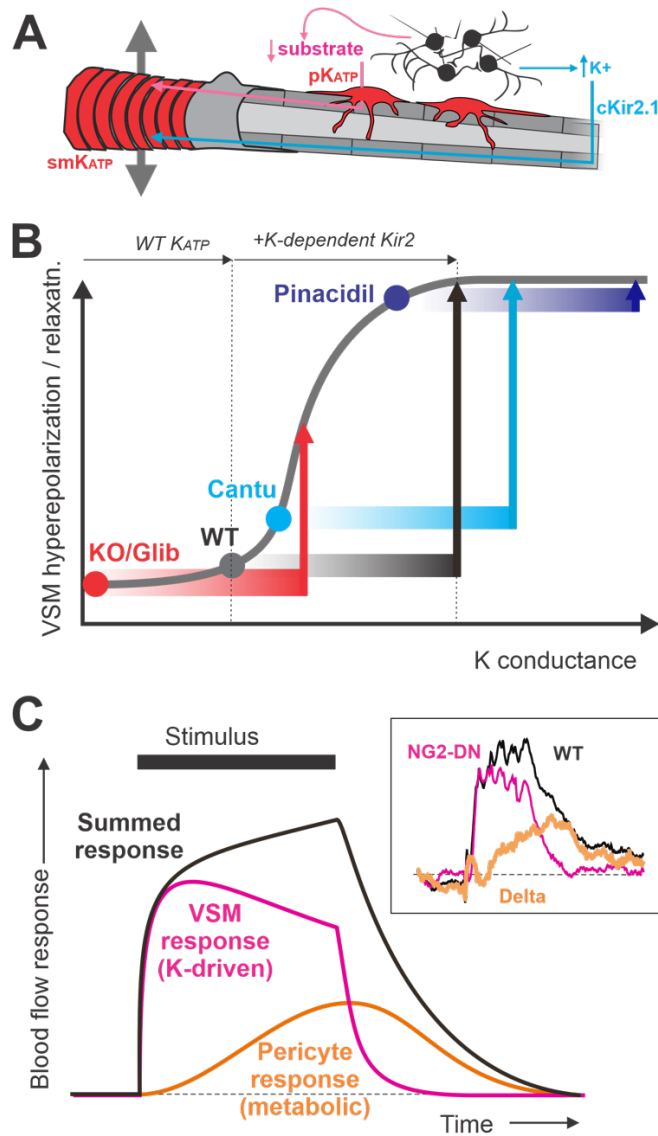 A
↓ substrate
pKATP
↑K+
cKir2.1
smKATP
B
WT KATP
+K-dependent Kir2
VSM hyperepolarization / relaxatn.
Pinacidil
Cantu
WT
KO/Glib
K conductance
C
Stimulus
Blood flow response
Summed
response
VSM
response
(K-driven)
Pericyte
response
(metabolic)
Time
NG2-DN
WT
Delta